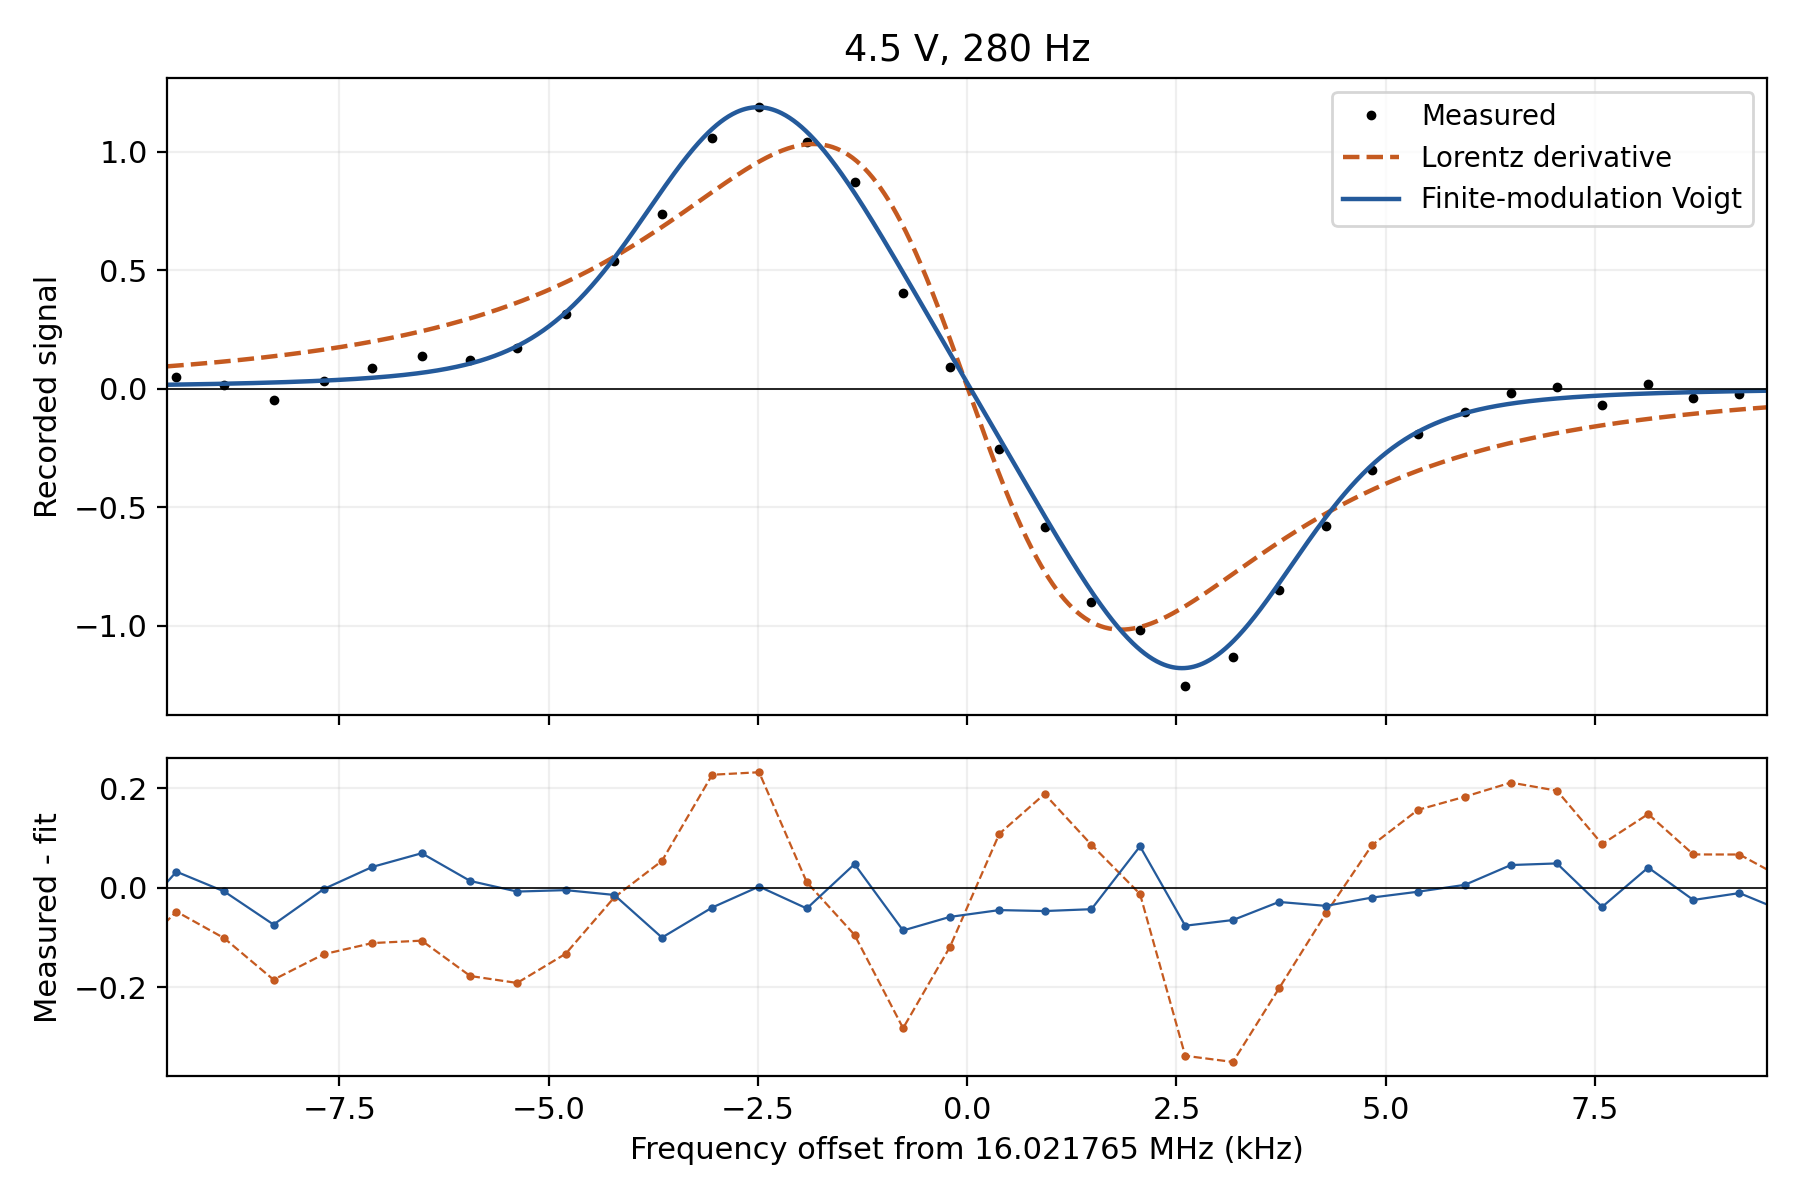 4.5 V, 280 Hz
Measured
Lorentz derivative
Finite-modulation Voigt
Recorded signal
1.0
0.5
0.0
−0.5
−1.0
Measured - fit
0.2
0.0
−0.2
−7.5 −5.0 −2.5 0.0 2.5 5.0 7.5
Frequency offset from 16.021765 MHz (kHz)